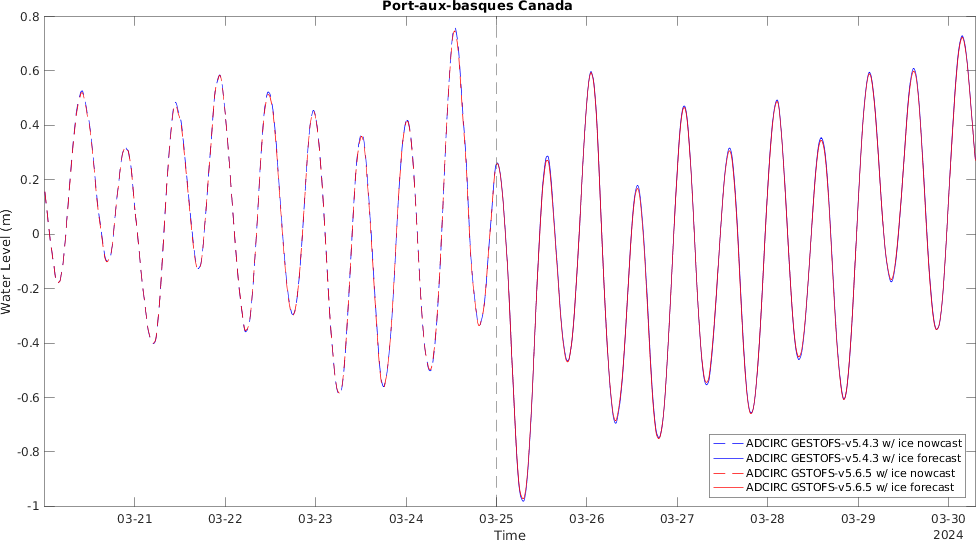 Port-aux-basques Canada
0.8
0.6
0.4
0.2
0
-0.2
-0.4
-0.6
-0.8
-1
Water Level (m)
ADCIRC GESTOFS-v5.4.3 w/ ice nowcast
ADCIRC GESTOFS-v5.4.3 w/ ice forecast
ADCIRC GSTOFS-v5.6.5 w/ ice nowcast
ADCIRC GSTOFS-v5.6.5 w/ ice forecast
03-21 03-22 03-23 03-24 03-25 03-26 03-27 03-28 03-29 03-30
Time 2024